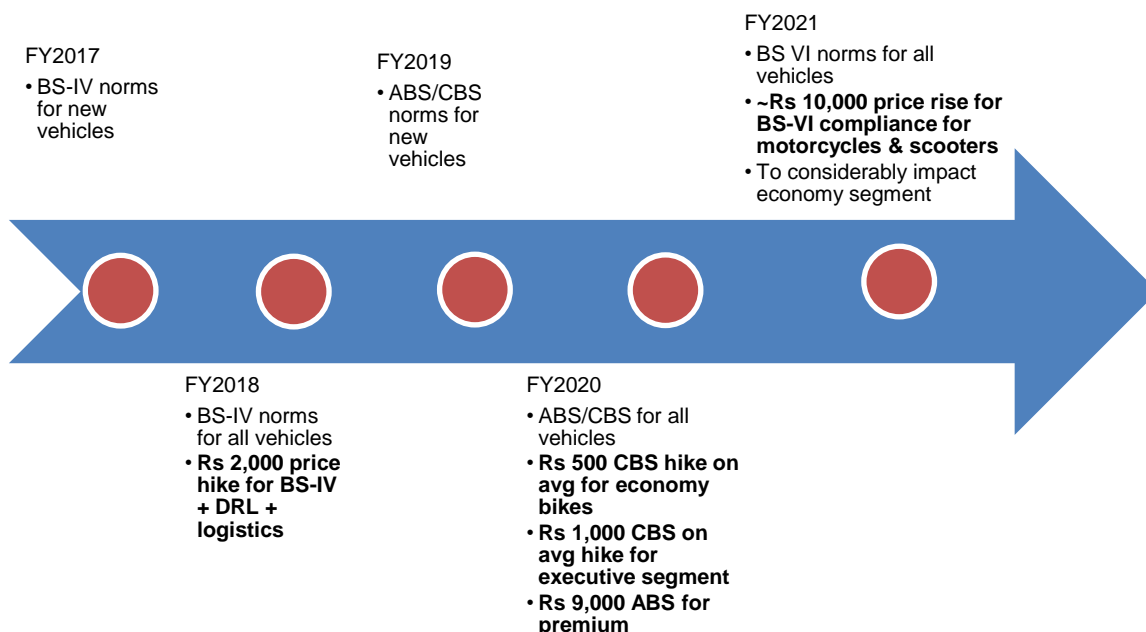 FY2017
• BS-IV norms
for new
vehicles
FY2019
• ABS/CBS
norms for
new
vehicles
FY2021
• BS VI norms for all
vehicles
• ~Rs 10,000 price rise for
BS-VI compliance for
motorcycles & scooters
• To considerably impact
economy segment
FY2018
• BS-IV norms
for all vehicles
• Rs 2,000 price
hike for BS-IV
+ DRL +
logistics
FY2020
• ABS/CBS for all
vehicles
• Rs 500 CBS hike on
avg for economy
bikes
• Rs 1,000 CBS on
avg hike for
executive segment
• Rs 9,000 ABS for
premium